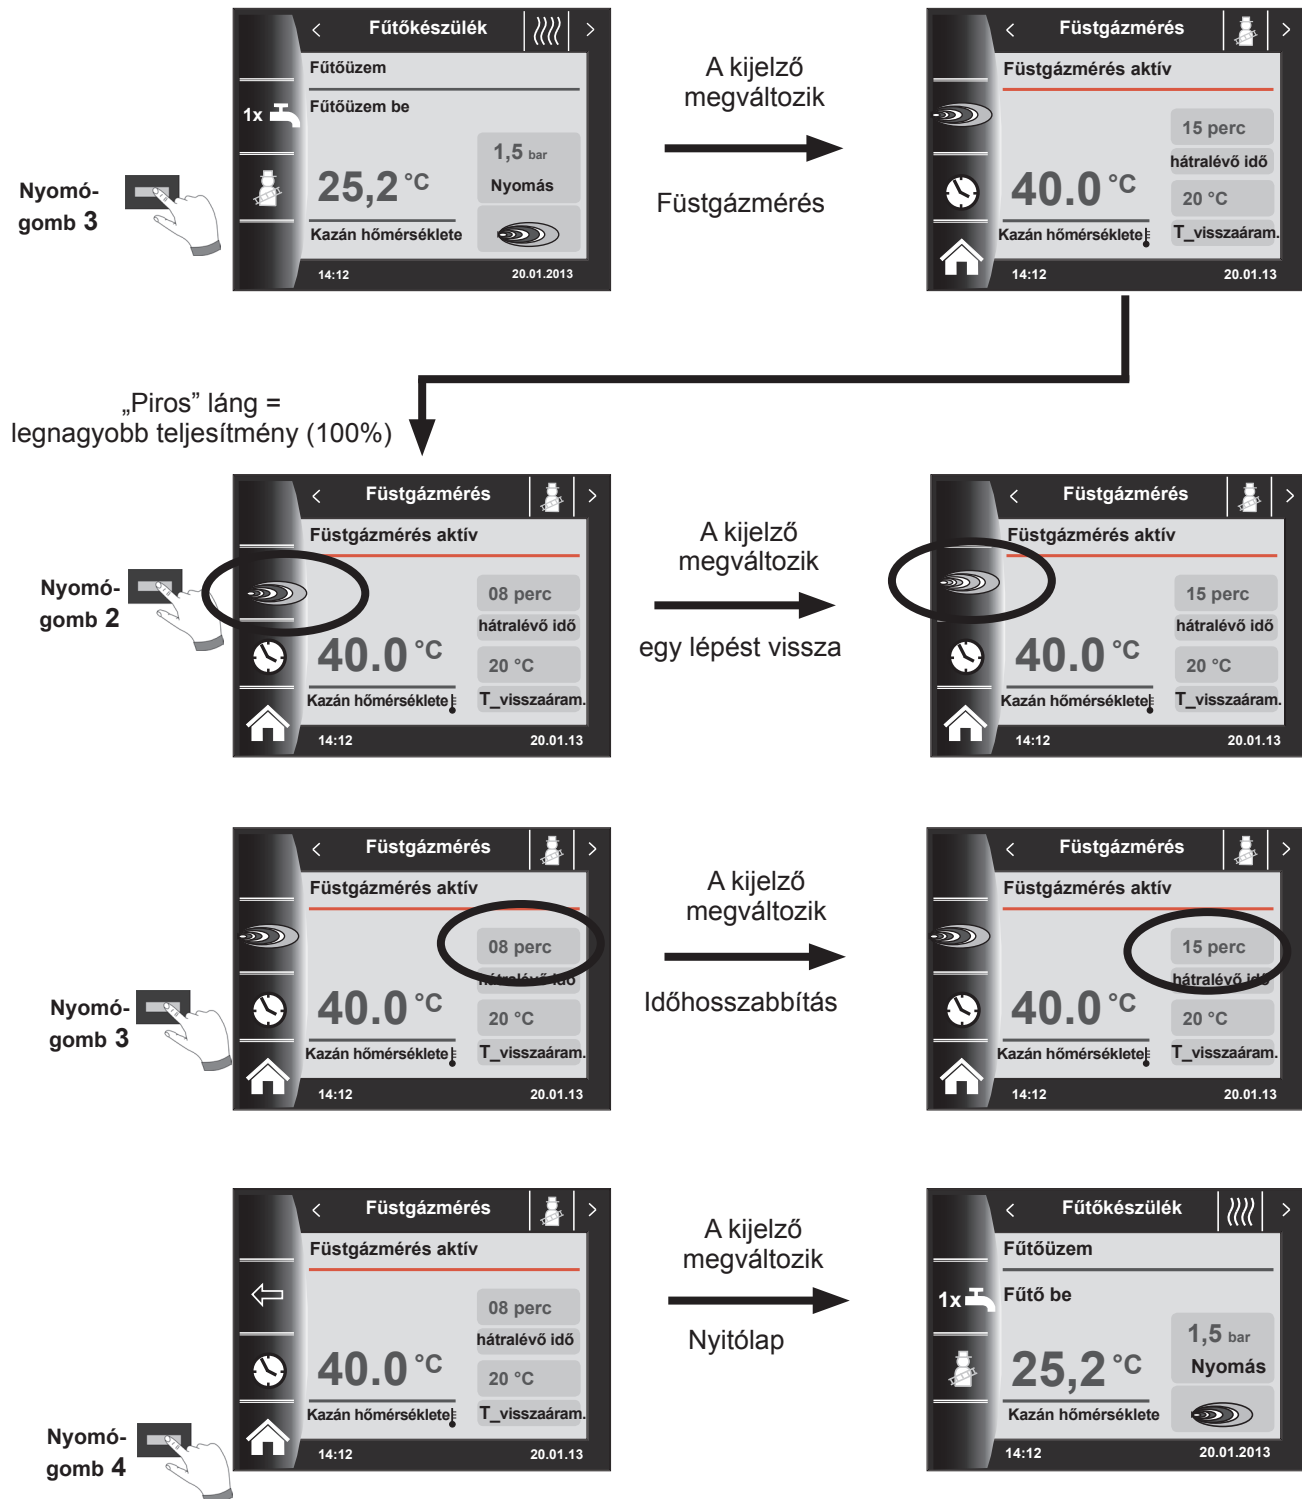 Fűtőkészülék
Fűtőüzem
Fűtőüzem be
1x
1,5 bar
Nyomás
25,2 °C
Kazán hőmérséklete
14:12 20.01.2013
Nyomó-
gomb 3
A kijelző
megváltozik
Füstgázmérés
Füstgázmérés
Füstgázmérés aktív
15 perc
hátralévő idő
40.0 °C
20 °C
Kazán hőmérséklete
T_visszaáram.
14:12 20.01.13
„Piros” láng =
legnagyobb teljesítmény (100%)
Füstgázmérés
Füstgázmérés aktív
Nyomó-
gomb 2
08 perc
hátralévő idő
40.0 °C
20 °C
Kazán hőmérséklete
T_visszaáram.
14:12 20.01.13
A kijelző
megváltozik
egy lépést vissza
Füstgázmérés
Füstgázmérés aktív
15 perc
hátralévő idő
40.0 °C
20 °C
Kazán hőmérséklete
T_visszaáram.
14:12 20.01.13
Füstgázmérés
Füstgázmérés aktív
08 perc
hátralévő idő
Nyomó-
gomb 3
40.0 °C
20 °C
Kazán hőmérséklete
T_visszaáram.
14:12 20.01.13
A kijelző
megváltozik
Időhosszabbítás
Füstgázmérés
Füstgázmérés aktív
15 perc
hátralévő idő
40.0 °C
20 °C
Kazán hőmérséklete
T_visszaáram.
14:12 20.01.13
Füstgázmérés
Füstgázmérés aktív
08 perc
hátralévő idő
40.0 °C
20 °C
Kazán hőmérséklete
T_visszaáram.
14:12 20.01.13
Nyomó-
gomb 4
A kijelző
megváltozik
Nyitólap
Fűtőkészülék
Fűtőüzem
Fűtő be
1x
1,5 bar
Nyomás
25,2 °C
Kazán hőmérséklete
14:12 20.01.2013